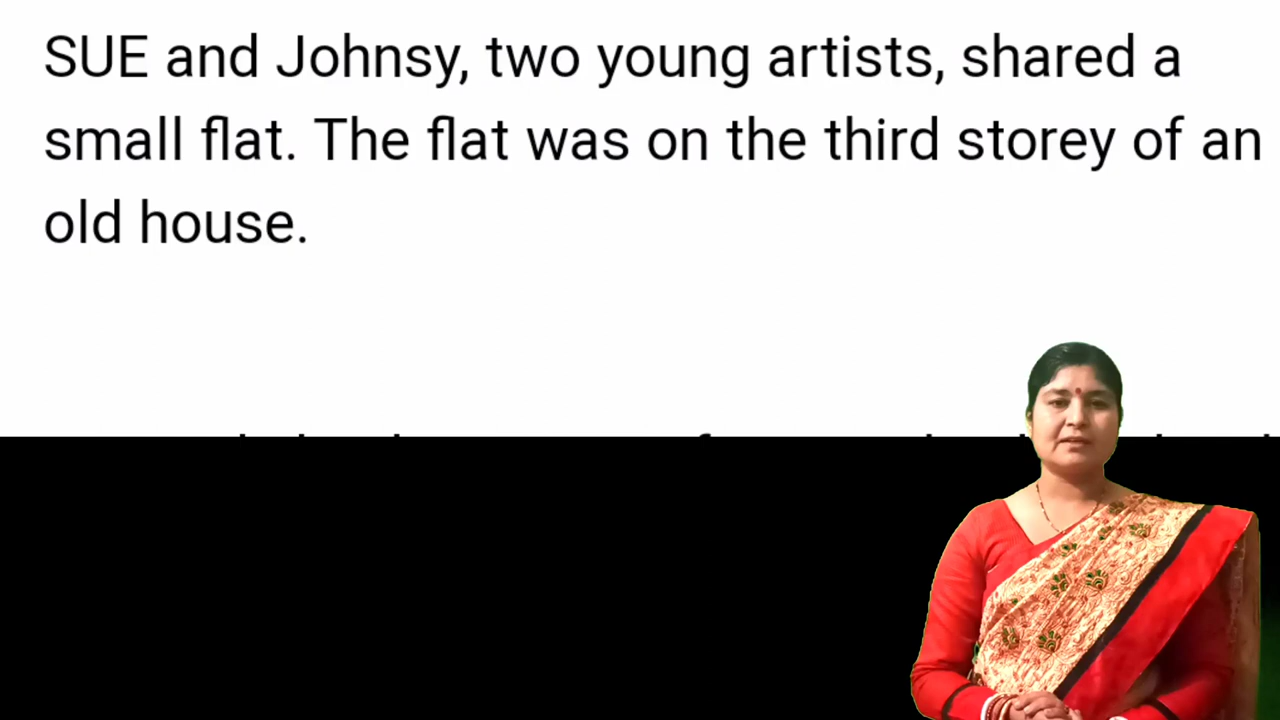 SUE and Johnsy, two young artists, shared a
small flat. The flat was on the third storey of an
old house.